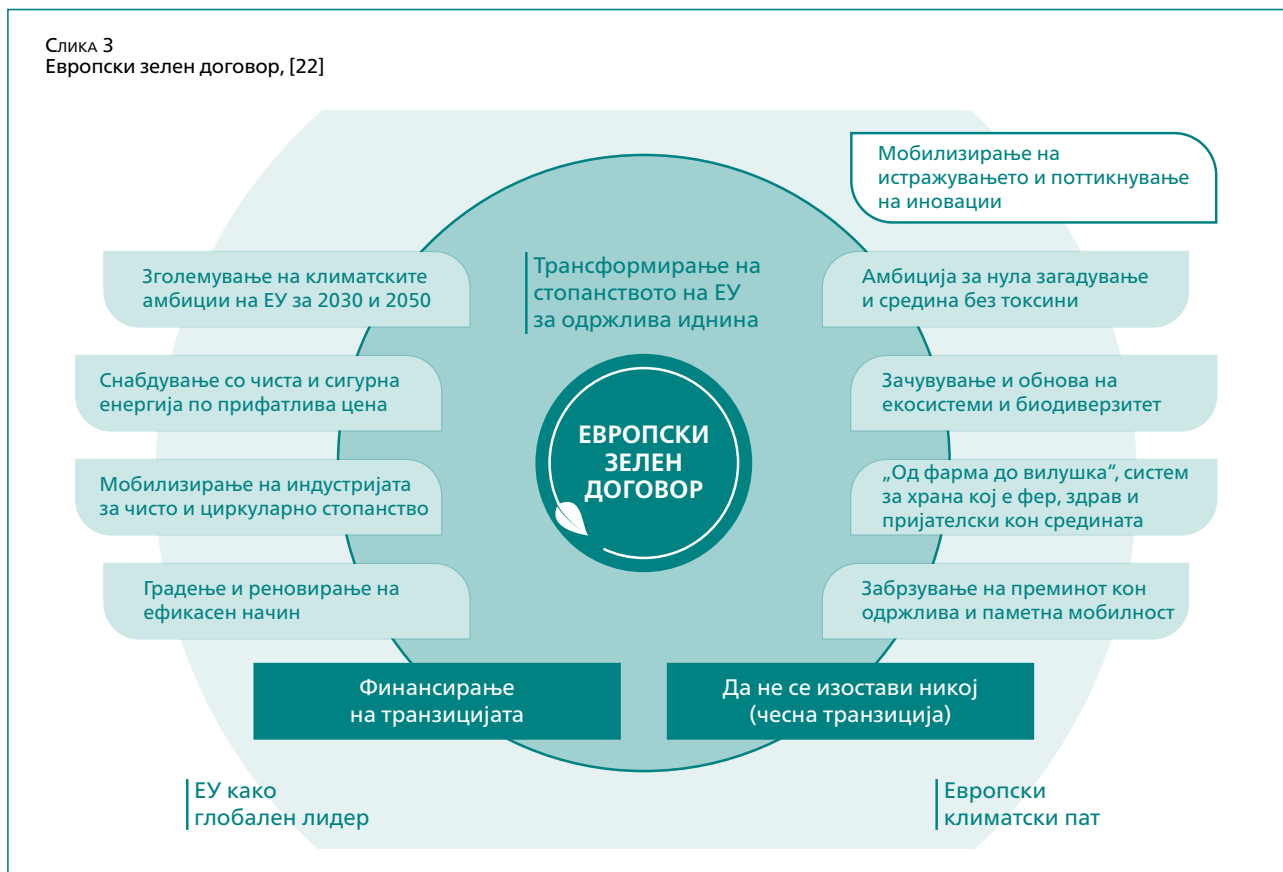 Слика 3
Европски зелен договор, [22]
Мобилизирање на
истражувањето и поттикнување
на иновации
Трансформирање на
стопанството на ЕУ
за одржлива иднина
Зголемување на климатските
амбиции на ЕУ за 2030 и 2050
Снабдување со чиста и сигурна
енергија по прифатлива цена
Мобилизирање на индустријата
за чисто и циркуларно стопанство
Градење и реновирање на
ефикасен начин
ЕВРОПСКИ
ЗЕЛЕН
ДОГОВОР
Амбиција за нула загадување
и средина без токсини
Зачувување и обнова на
екосистеми и биодиверзитет
„Од фарма до вилушка“, систем
за храна кој е фер, здрав и
пријателски кон средината
Забрзување на преминот кон
одржлива и паметна мобилност
Финансирање
на транзицијата
Да не се изостави никој
(чесна транзиција)
ЕУ како
глобален лидер
Европски
климатски пат